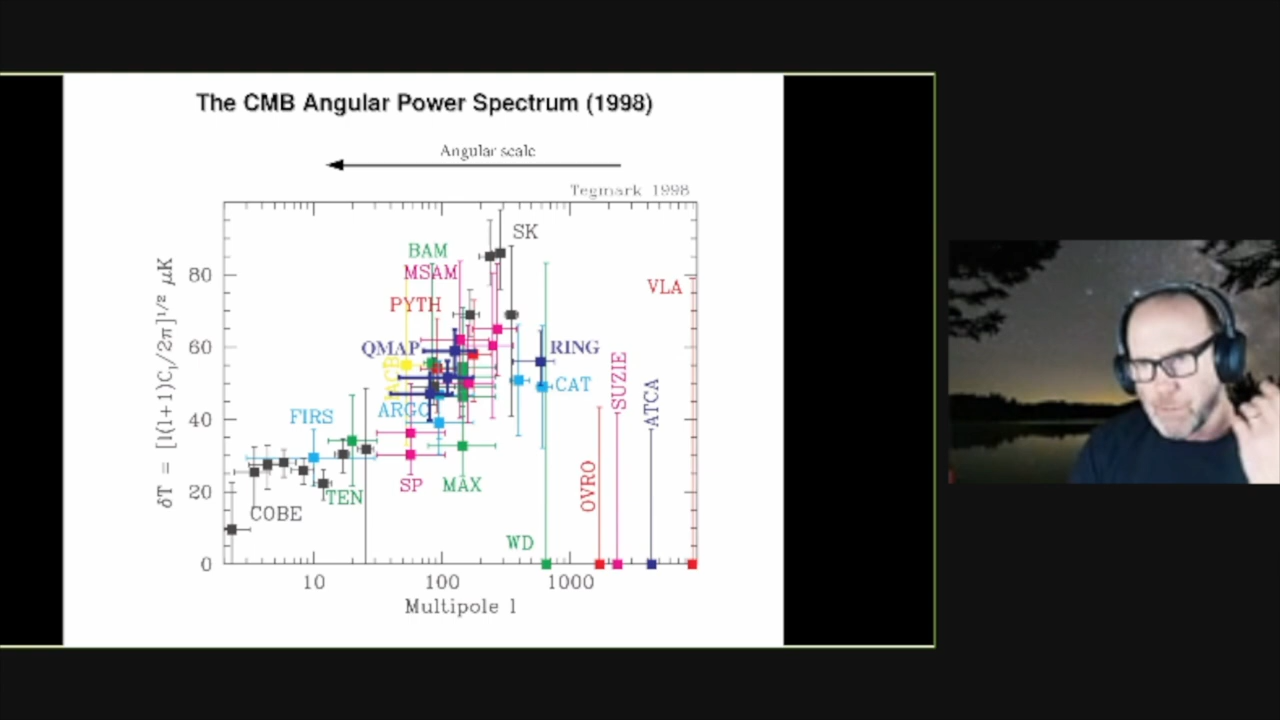 The CMB Angular Power Spectrum (1998)
Angular scale
Tegmark 1998
SK
BAM
MSAM
VLA
PYTH
QMAP
RING
IACB
SUZIE
ATCA
CAT
FIRS
ARGO
OVRO
TEN
SP
MAX
COBE
WD
δT = [l(l+1)Cₗ/2π]¹/² μK
80
60
40
20
0
10
100
1000
Multipole l